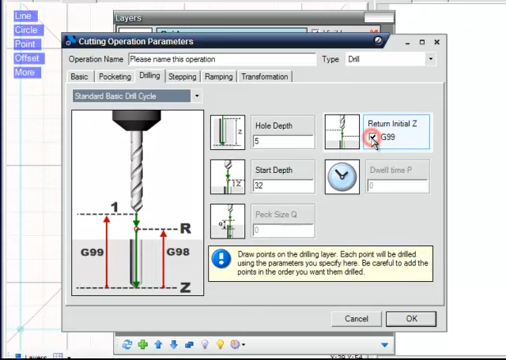 Line
Circle
Point
Offset
More
Layers
Cutting Operation Parameters
Operation Name
Please name this operation
Type
Drill
Basic
Pocketing
Drilling
Stepping
Ramping
Transformation
Standard Basic Drill Cycle
Hole Depth
5
Return Initial Z
G99
Z
Start Depth
32
Dwell time P
0
Peck Size Q
0
1
R
G99
G98
Z
Draw points on the drilling layer. Each point will be drilled
using the parameters you specify here. Be careful to add the
points in the order you want them drilled.
Cancel
OK